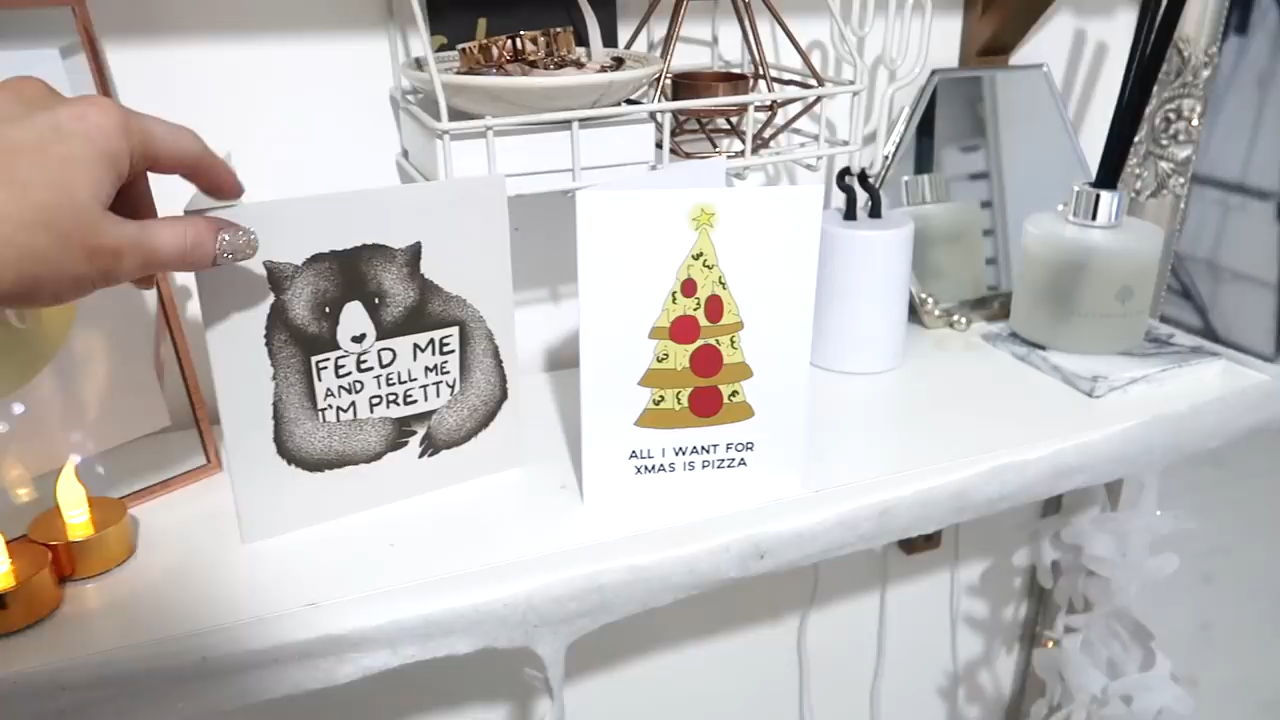 FEED ME
AND TELL ME
I'M PRETTY
ALL I WANT FOR
XMAS IS PIZZA